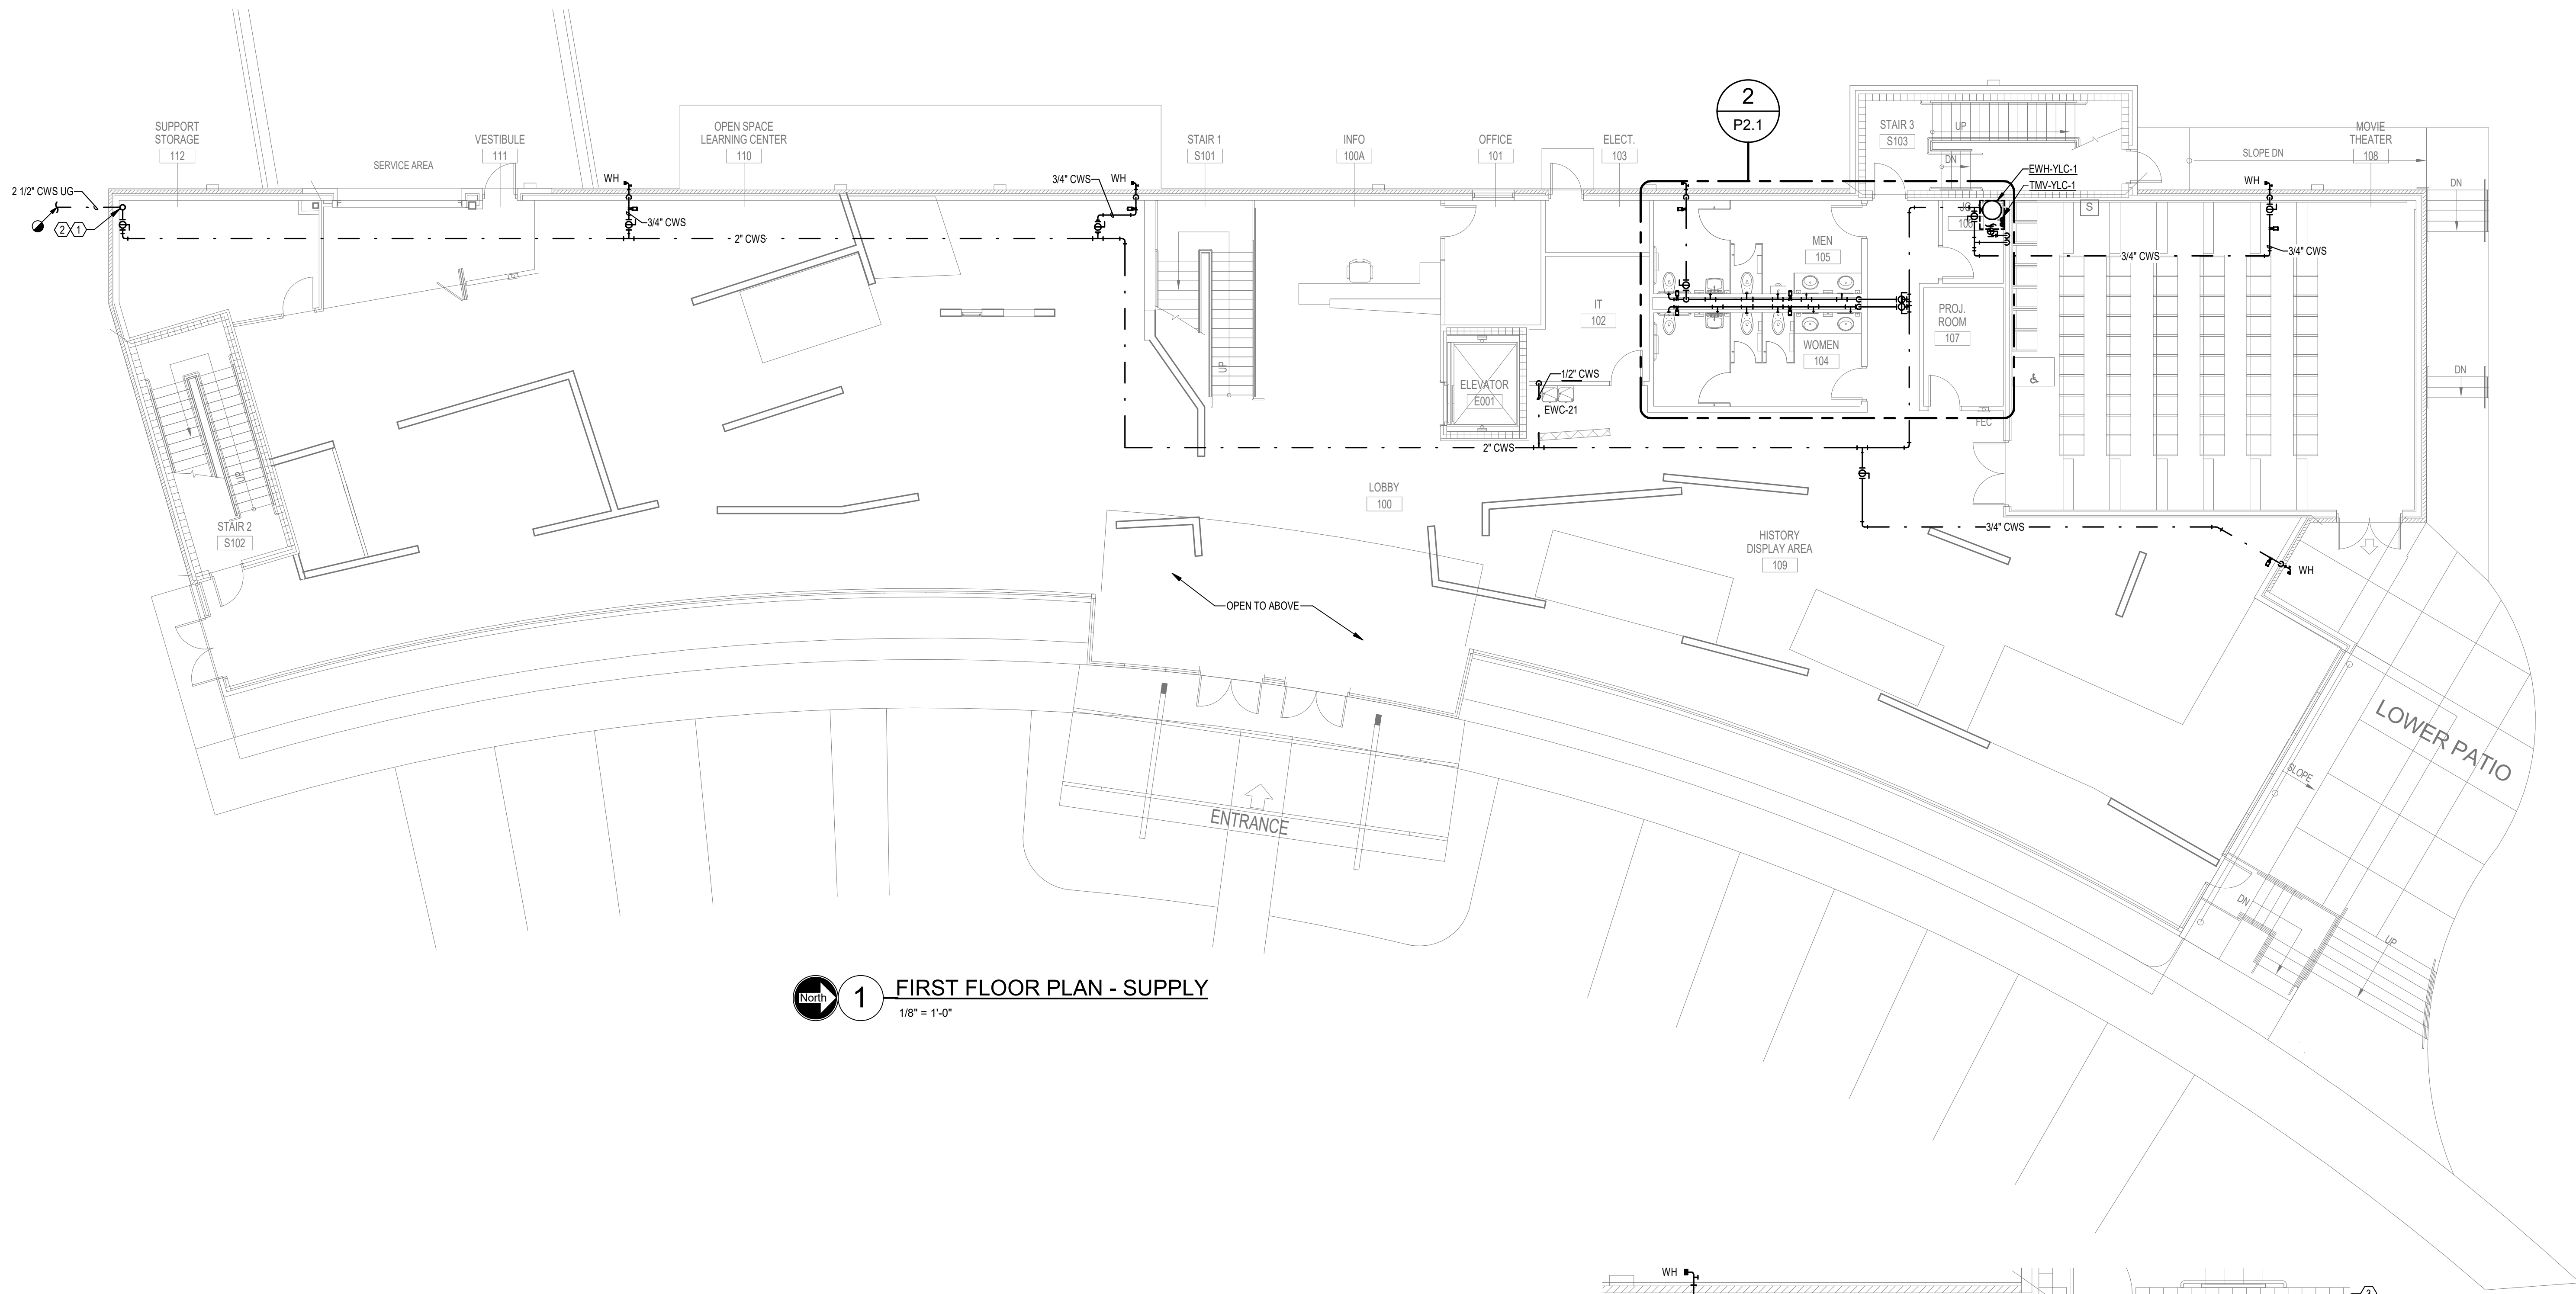 2
P2.1
SUPPORT
STORAGE
112
SERVICE AREA
VESTIBULE
111
OPEN SPACE
LEARNING CENTER
110
STAIR 1
S101
INFO
100A
OFFICE
101
ELECT.
103
STAIR 3
S103
UP
DN
MOVIE
THEATER
108
SLOPE DN
EWH-YLC-1
TMV-YLC-1
WH
3/4" CWS
WH
WH
DN
2 1/2" CWS UG
2
1
3/4" CWS
2" CWS
S
MEN
105
3/4" CWS
3/4" CWS
IT
102
PROJ.
ROOM
107
WOMEN
104
UP
1/2" CWS
ELEVATOR
E001
EWC-21
DN
FEC
2" CWS
UP
LOBBY
100
STAIR 2
S102
3/4" CWS
HISTORY
DISPLAY AREA
109
WH
OPEN TO ABOVE
LOWER PATIO
SLOPE
ENTRANCE
DN
UP
North
1
FIRST FLOOR PLAN - SUPPLY
1/8" = 1'-0"
WH
3